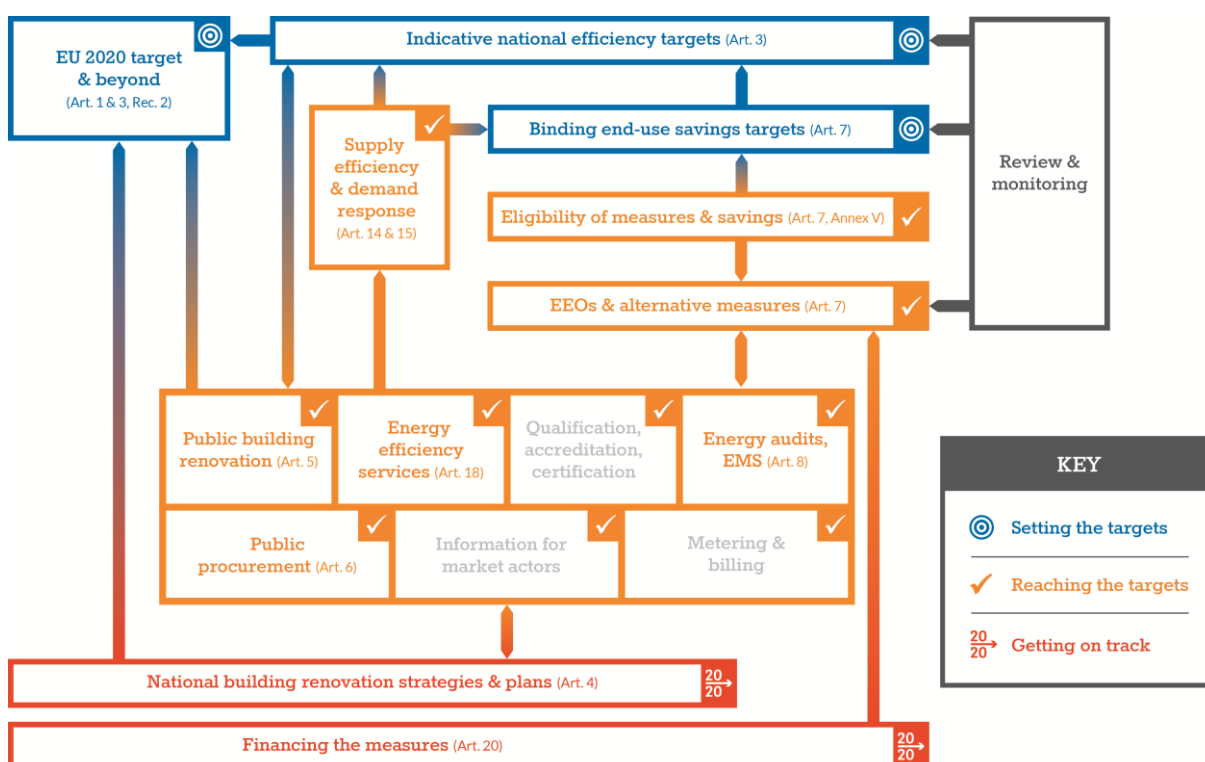 EU 2020 target
& beyond
(Art. 1 & 3, Rec. 2)
Indicative national efficiency targets (Art. 3)
Supply
efficiency
& demand
response
(Art. 14 & 15)
Binding end-use savings targets (Art. 7)
Eligibility of measures & savings (Art. 7, Annex V)
EEOs & alternative measures (Art. 7)
Review &
monitoring
Public building
renovation (Art. 5)
Energy
efficiency
services (Art. 18)
Qualification,
accreditation,
certification
Energy audits,
EMS (Art. 8)
Public
procurement (Art. 6)
Information for
market actors
Metering &
billing
National building renovation strategies & plans (Art. 4)
20
20
Financing the measures (Art. 20)
20
20
KEY
Setting the targets
Reaching the targets
20
20
Getting on track